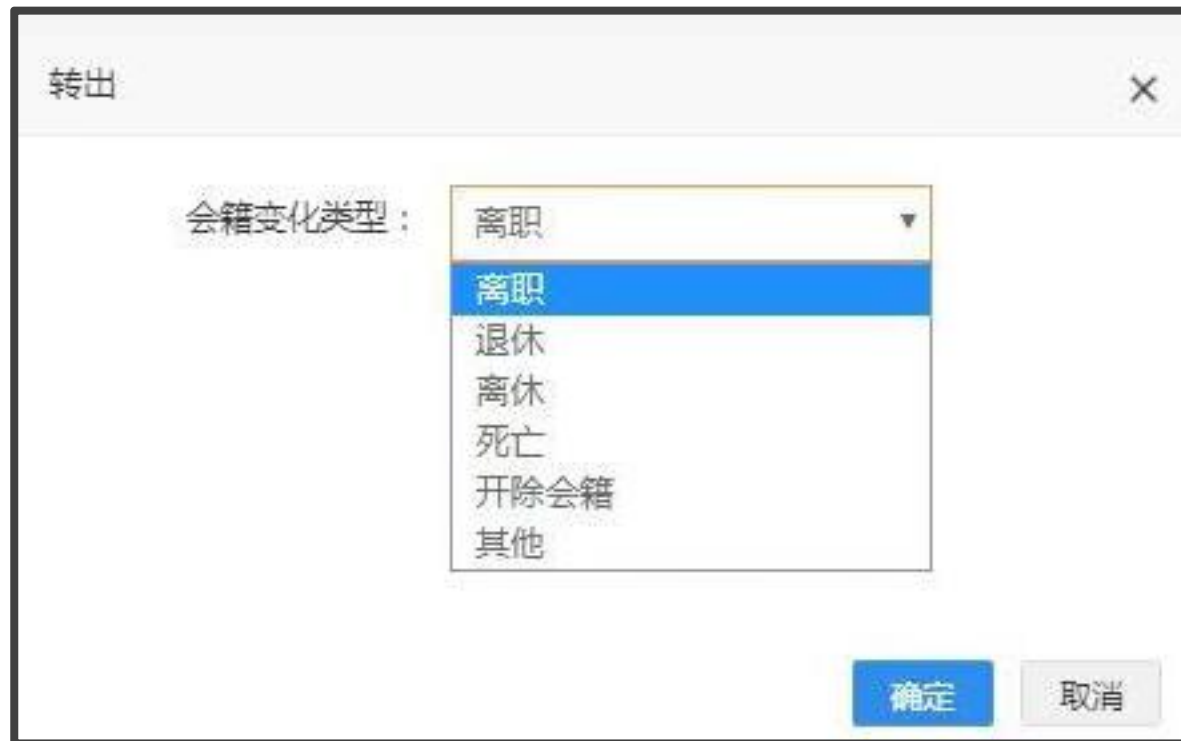 转出
会籍变化类型： 离职
离职
退休
离休
死亡
开除会籍
其他
确定 取消